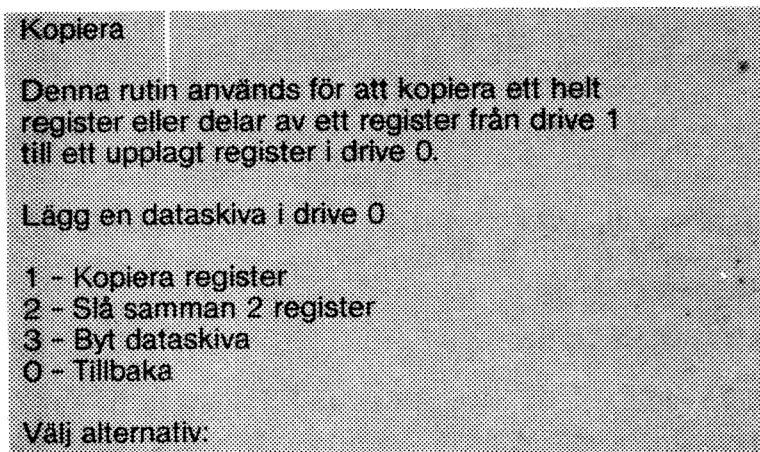 Kopiera
Denna rutin används för att kopiera ett helt
register eller delar av ett register från drive 1
till ett upplagt register i drive 0.
Lägg en dataskiva i drive 0
1 - Kopiera register
2 - Slå samman 2 register
3 - Byt dataskiva
0 - Tillbaka
Välj alternativ: